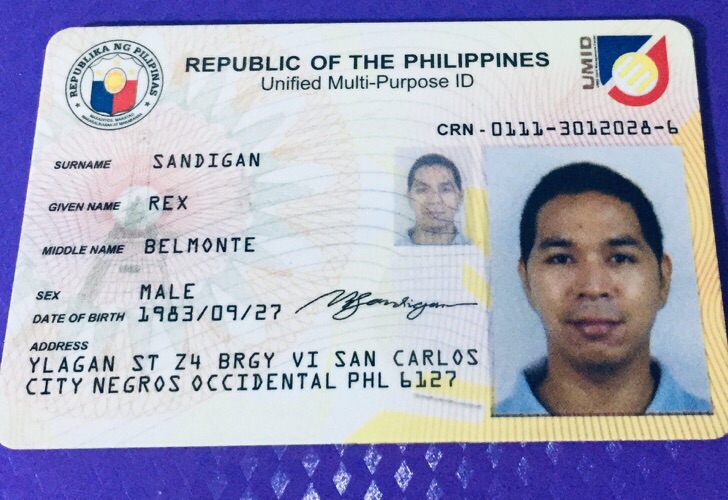 REPUBLIKA NG PILIPINAS
REPUBLIC OF THE PHILIPPINES
Unified Multi-Purpose ID
UMID
CRN - 0111-3012028-6
SURNAME SANDIGAN
GIVEN NAME REX
MIDDLE NAME BELMONTE
SEX MALE
DATE OF BIRTH 1983/09/27
ADDRESS
YLAGAN ST Z4 BRGY VI SAN CARLOS
CITY NEGROS OCCIDENTAL PHL 6127